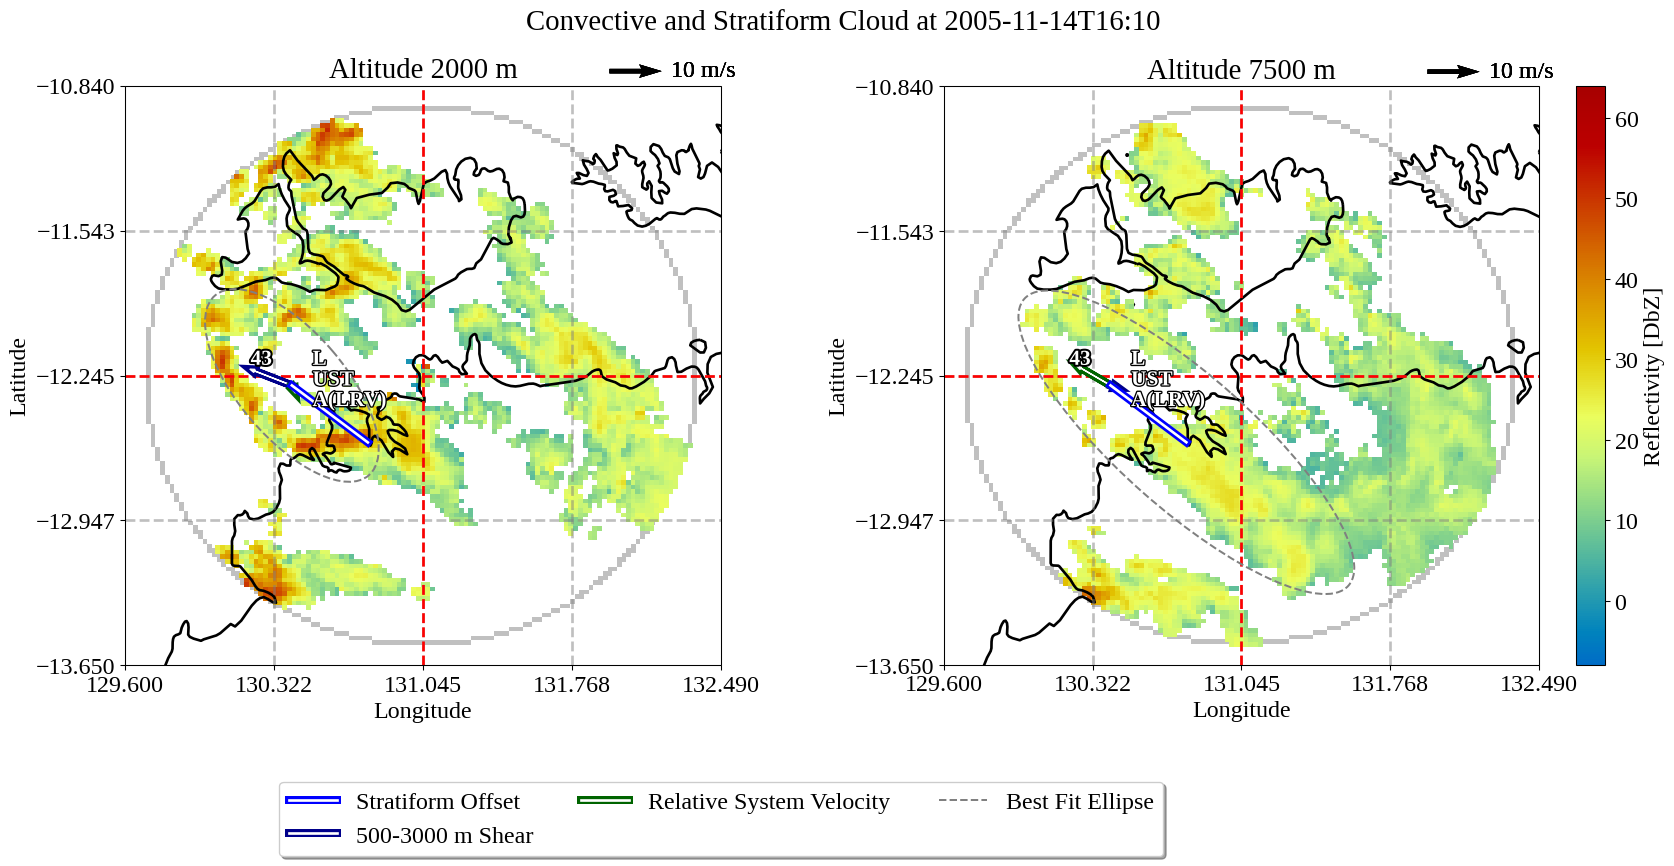 Convective and Stratiform Cloud at 2005-11-14T16:10
Altitude 2000 m
10 m/s
Altitude 7500 m
10 m/s
−10.840
−11.543
−12.245
−12.947
−13.650
Latitude
129.600
130.322
131.045
131.768
132.490
Longitude
43
L
UST
A(LRV)
−10.840
−11.543
−12.245
−12.947
−13.650
Latitude
129.600
130.322
131.045
131.768
132.490
Longitude
43
L
UST
A(LRV)
60
50
40
30
20
10
0
Reflectivity [DbZ]
Stratiform Offset
500-3000 m Shear
Relative System Velocity
Best Fit Ellipse